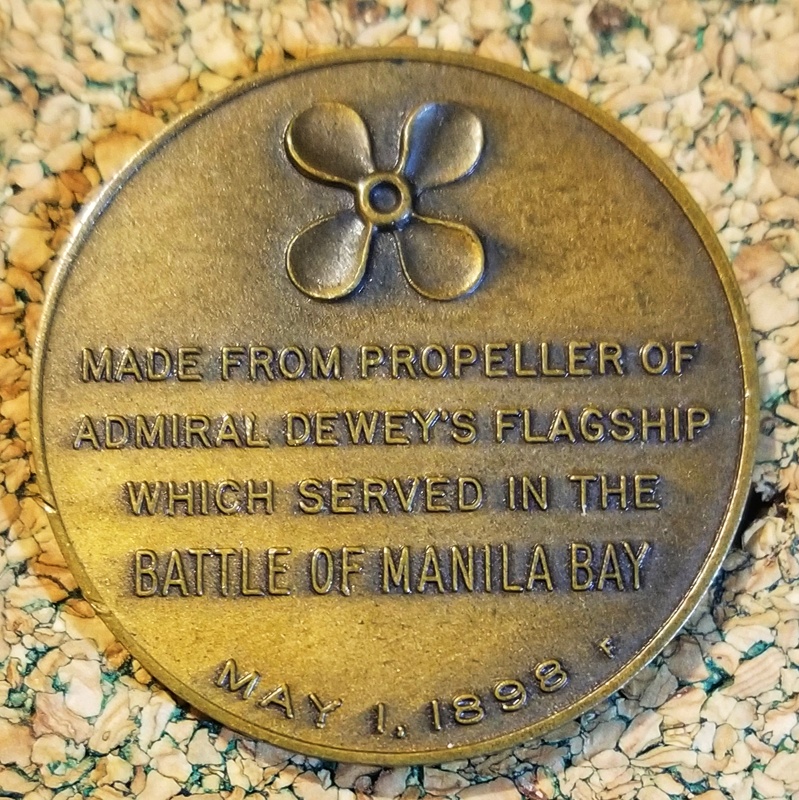 MADE FROM PROPELLER OF
ADMIRAL DEWEY'S FLAGSHIP
WHICH SERVED IN THE
BATTLE OF MANILA BAY
MAY 1, 1898
F